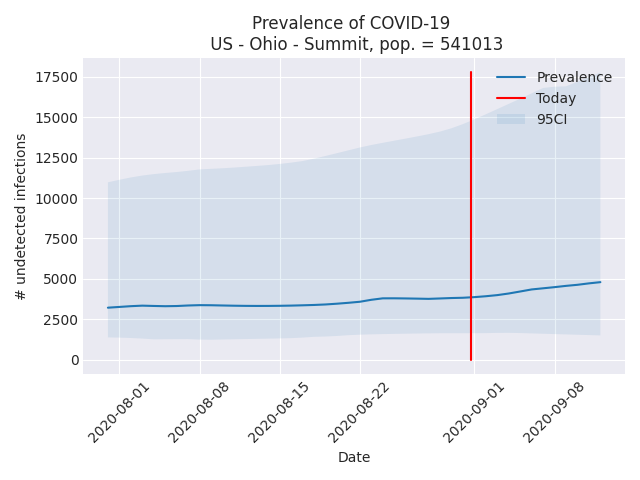 Prevalence of COVID-19
US - Ohio - Summit, pop. = 541013
# undetected infections
17500
15000
12500
10000
7500
5000
2500
0
Prevalence
Today
95CI
2020-08-01
2020-08-08
2020-08-15
2020-08-22
2020-09-01
2020-09-08
Date